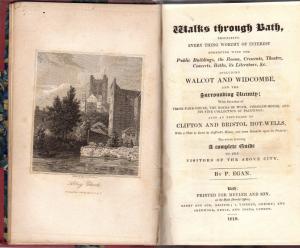 Abbey Church.
Walks through Bath,
DESCRIBING
EVERY THING WORTHY OF INTEREST
CONNECTED WITH THE
Public Buildings, the Rooms, Crescents, Theatre,
Concerts, Baths, its Literature, &c.
INCLUDING
WALCOT AND WIDCOMBE,
AND THE
Surrounding Vicinity;
ALSO AN EXCURSION TO
CLIFTON AND BRISTOL HOT-WELLS,
A complete Guide
TO THE
VISITORS OF THE ABOVE CITY.
By P. EGAN.
Bath:
PRINTED FOR MEYLER AND SON,
1819